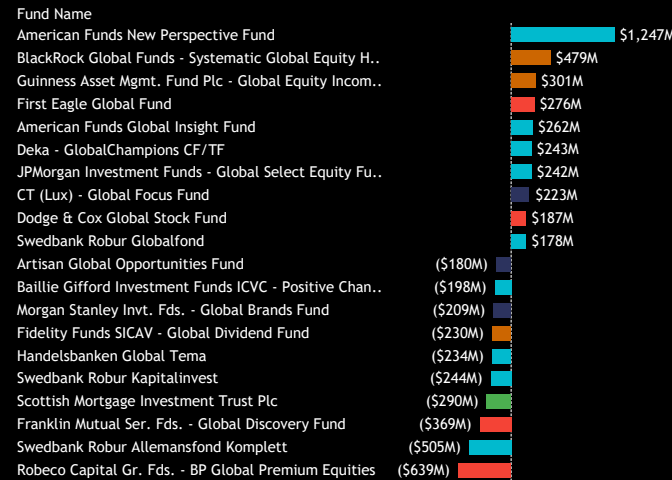 Fund Name
American Funds New Perspective Fund $1,247M
BlackRock Global Funds - Systematic Global Equity H.. $479M
Guinness Asset Mgmt. Fund Plc - Global Equity Incom.. $301M
First Eagle Global Fund $276M
American Funds Global Insight Fund $262M
Deka - GlobalChampions CF/TF $243M
JPMorgan Investment Funds - Global Select Equity Fu.. $242M
CT (Lux) - Global Focus Fund $223M
Dodge & Cox Global Stock Fund $187M
Swedbank Robur Globalfond $178M
Artisan Global Opportunities Fund ($180M)
Baillie Gifford Investment Funds ICVC - Positive Chan.. ($198M)
Morgan Stanley Invt. Fds. - Global Brands Fund ($209M)
Fidelity Funds SICAV - Global Dividend Fund ($230M)
Handelsbanken Global Tema ($234M)
Swedbank Robur Kapitalinvest ($244M)
Scottish Mortgage Investment Trust Plc ($290M)
Franklin Mutual Ser. Fds. - Global Discovery Fund ($369M)
Swedbank Robur Allemansfond Komplett ($505M)
Robeco Capital Gr. Fds. - BP Global Premium Equities ($639M)